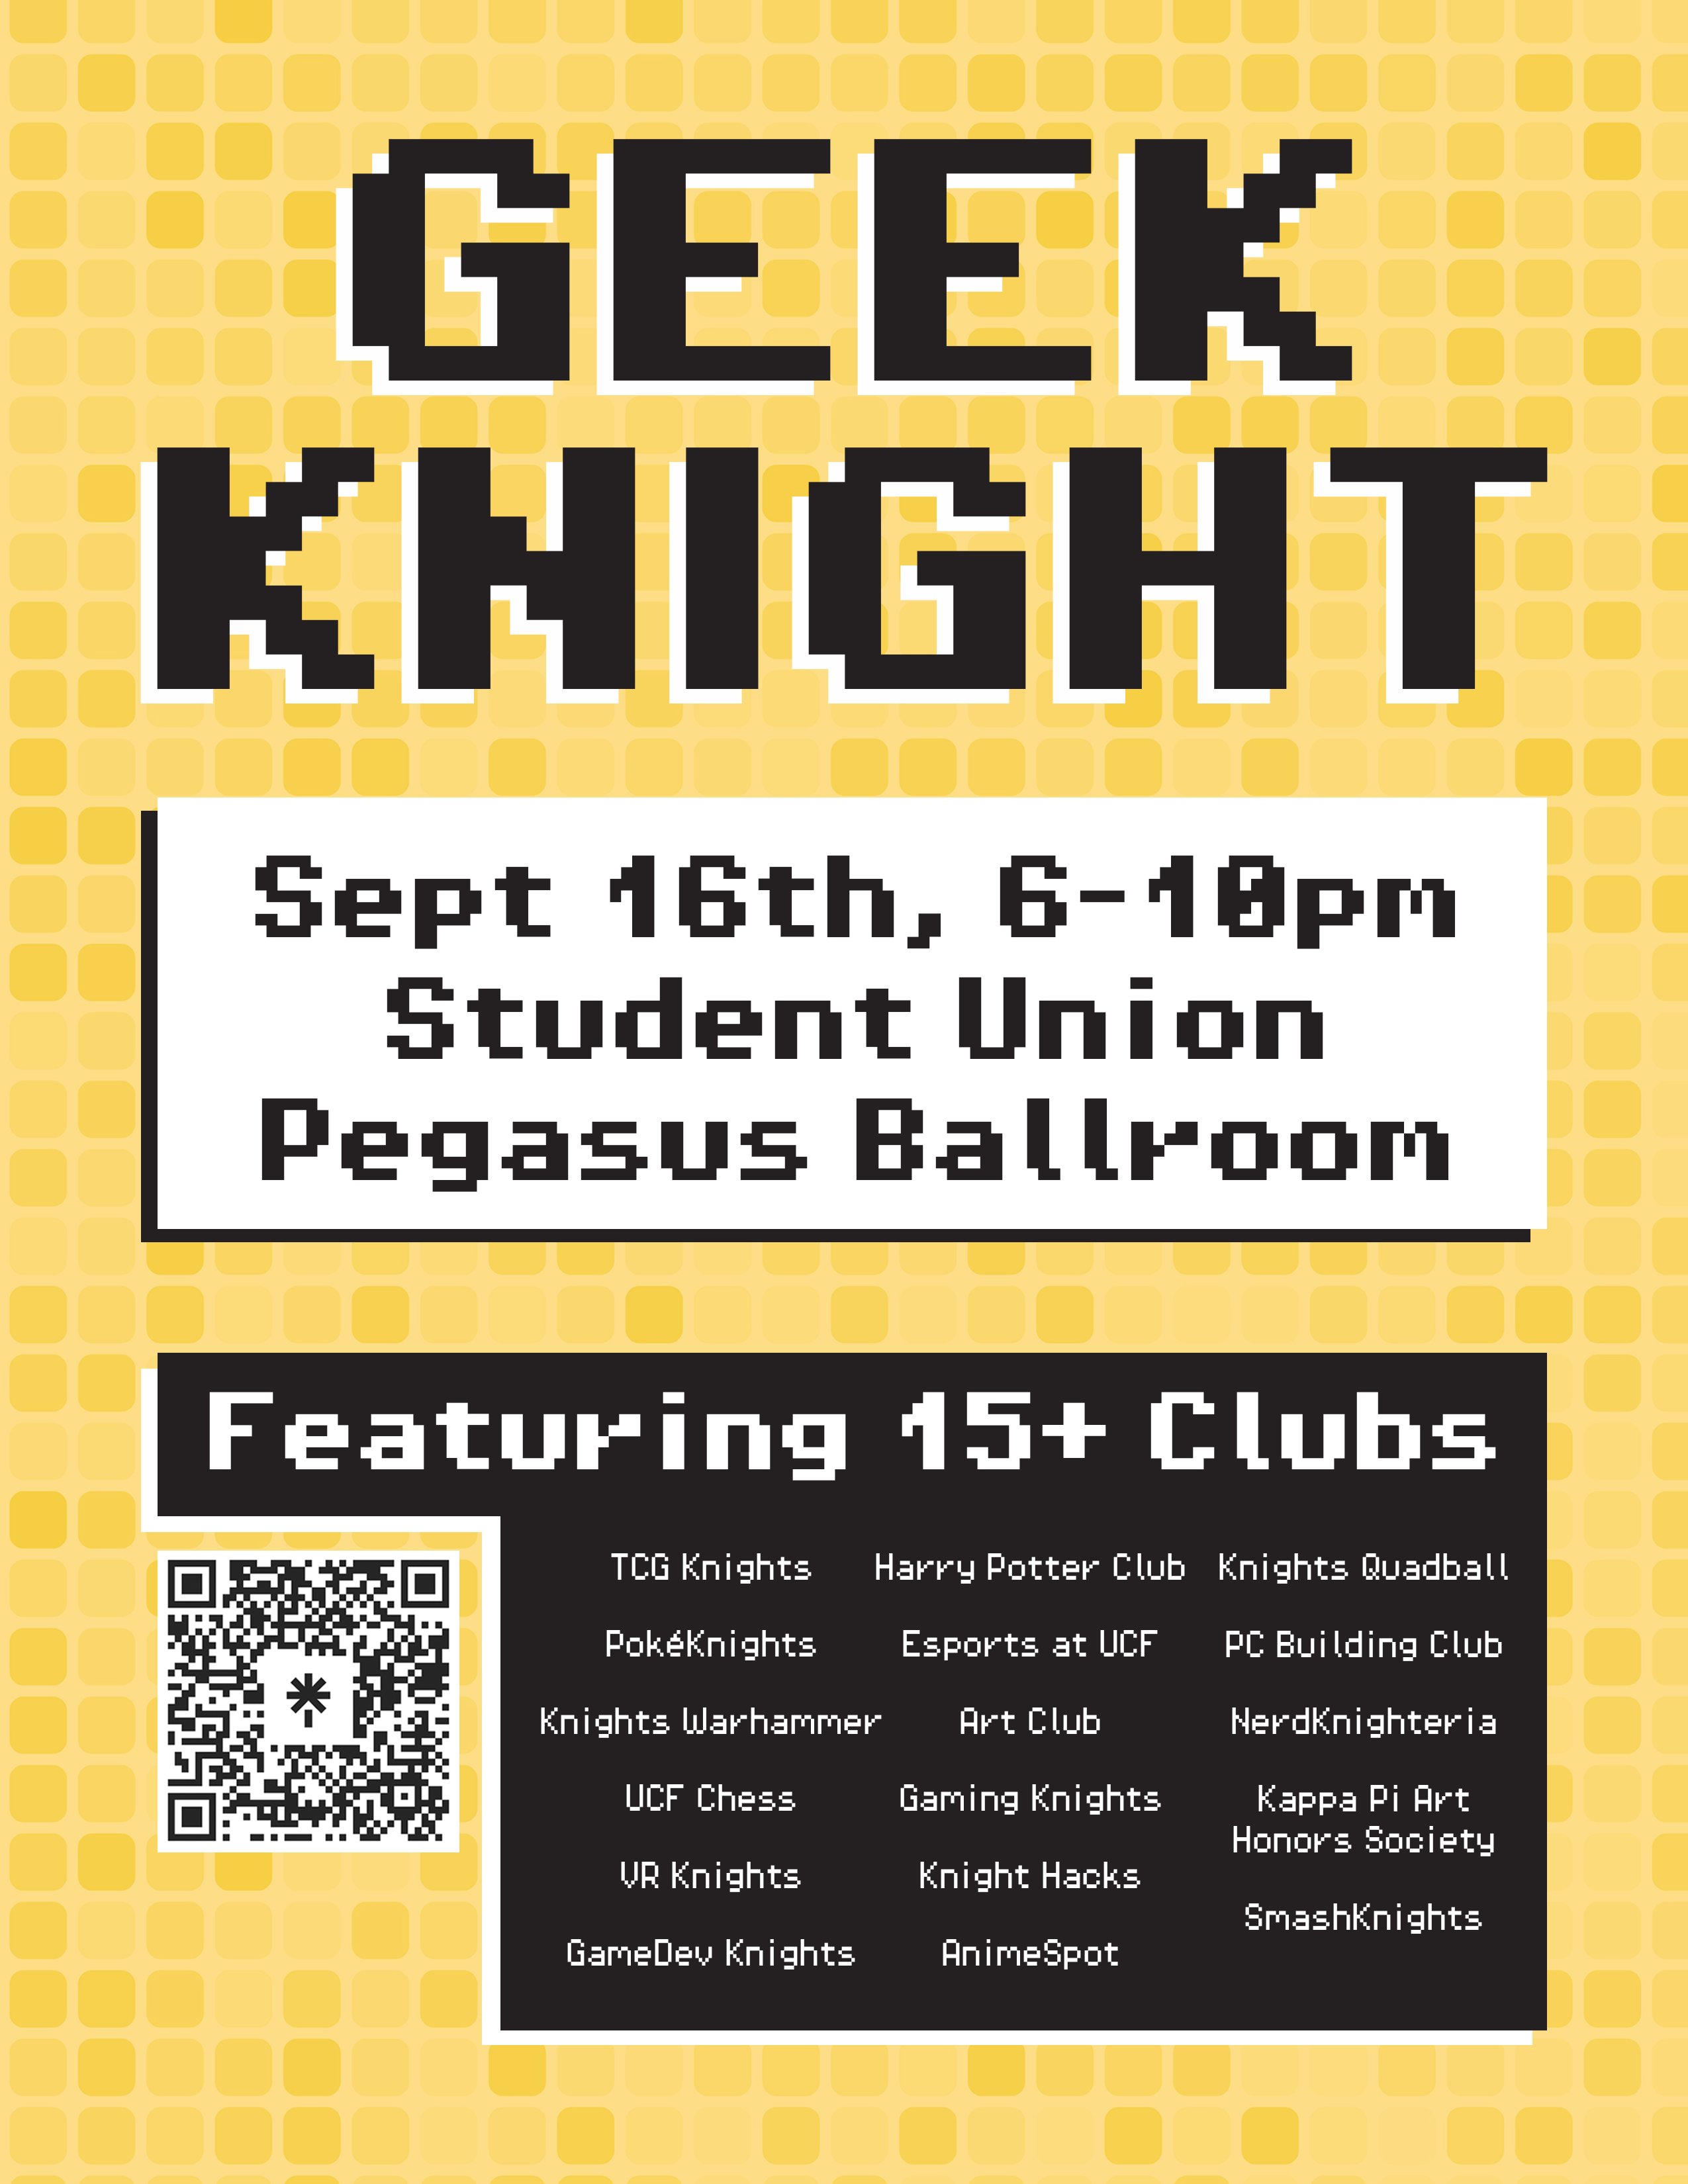 GEEK
KNIGHT
Sept 16th, 6-10pm
Student Union
Pegasus Ballroom
Featuring 15+ Clubs
TCG Knights
PokéKnights
Knights Warhammer
UCF Chess
VR Knights
GameDev Knights
Harry Potter Club
Esports at UCF
Art Club
Gaming Knights
Knight Hacks
AnimeSpot
Knights Quadball
PC Building Club
NerdKnighteria
Kappa Pi Art
Honors Society
SmashKnights